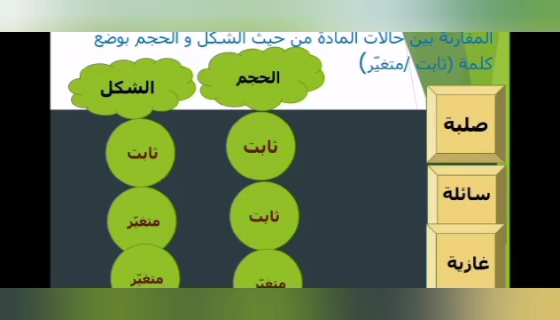 المقارنة بين حالات المادة من حيث الشكل و الحجم بوضع
كلمة (ثابت /متغيّر)
الحجم
الشكل
صلبة
ثابت
ثابت
سائلة
ثابت
متغيّر
غازية
متغيّر
متغيّر